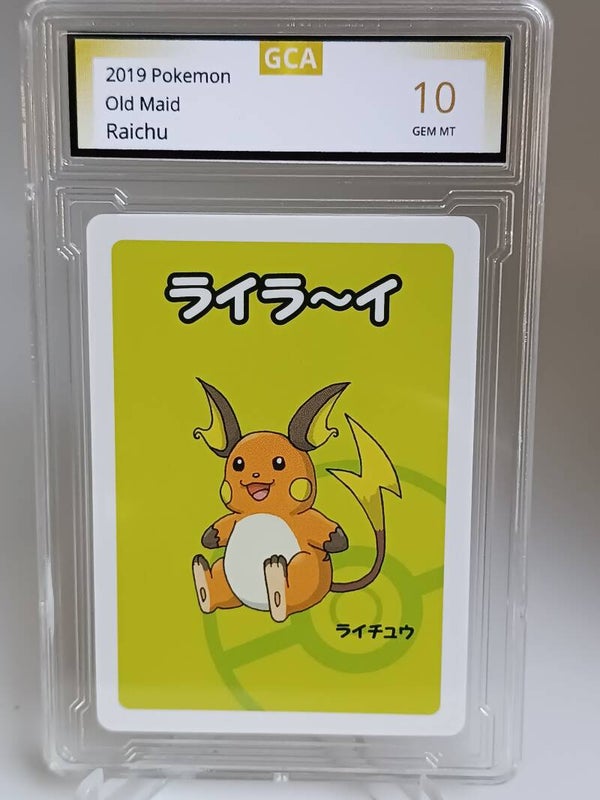 GCA
2019 Pokemon
Old Maid
Raichu
10
GEM MT
ライラ～イ
ライチュウ